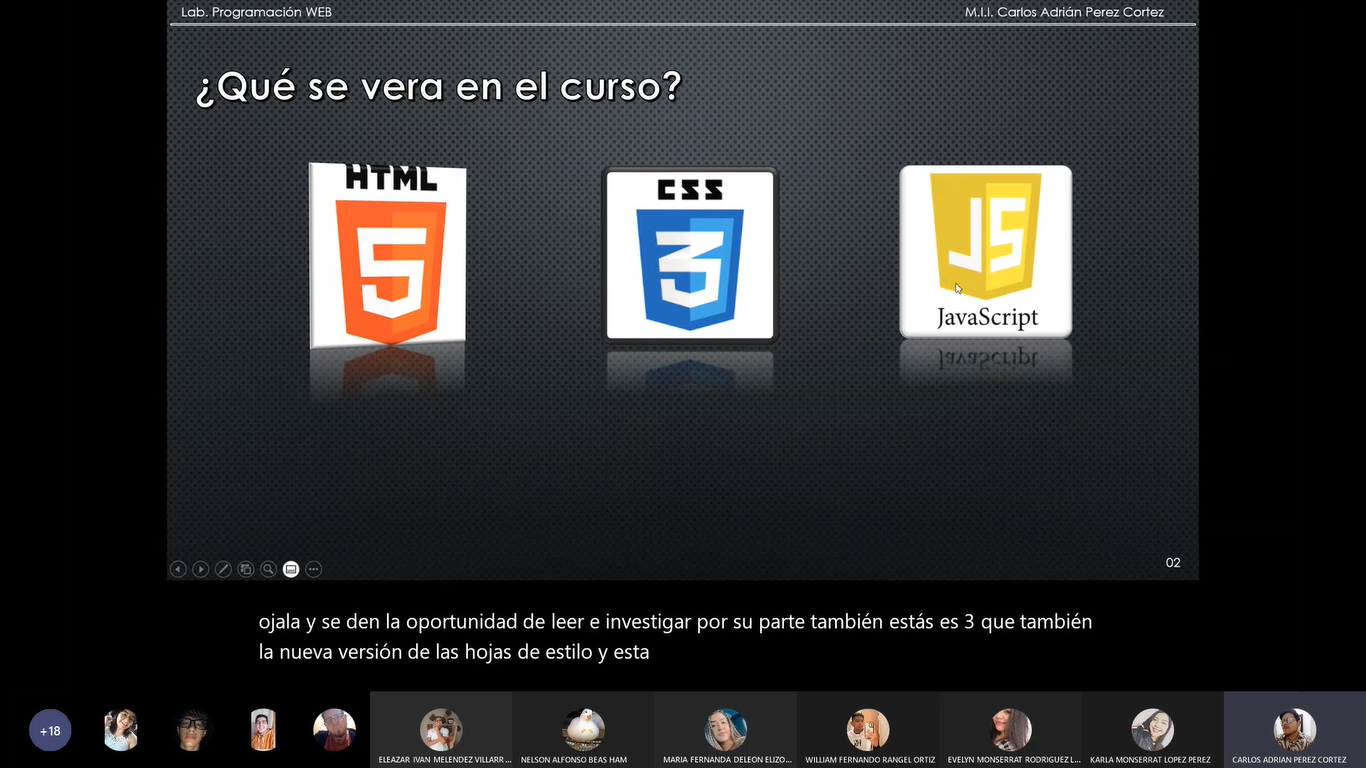 Lab. Programación WEB
M.I.I. Carlos Adrián Perez Cortez
¿Qué se vera en el curso?
HTML
5
CSS
3
JS
JavaScript
JavaScript
02
ojala y se den la oportunidad de leer e investigar por su parte también estás es 3 que también
la nueva versión de las hojas de estilo y esta
+18
ELEAZAR IVAN MELENDEZ VILLARR...
NELSON ALFONSO BEAS HAM
MARIA FERNANDA DELEON ELIZO...
WILLIAM FERNANDO RANGEL ORTIZ
EVELYN MONSERRAT RODRIGUEZ L...
KARLA MONSERRAT LOPEZ PEREZ
CARLOS ADRIAN PEREZ CORTEZ